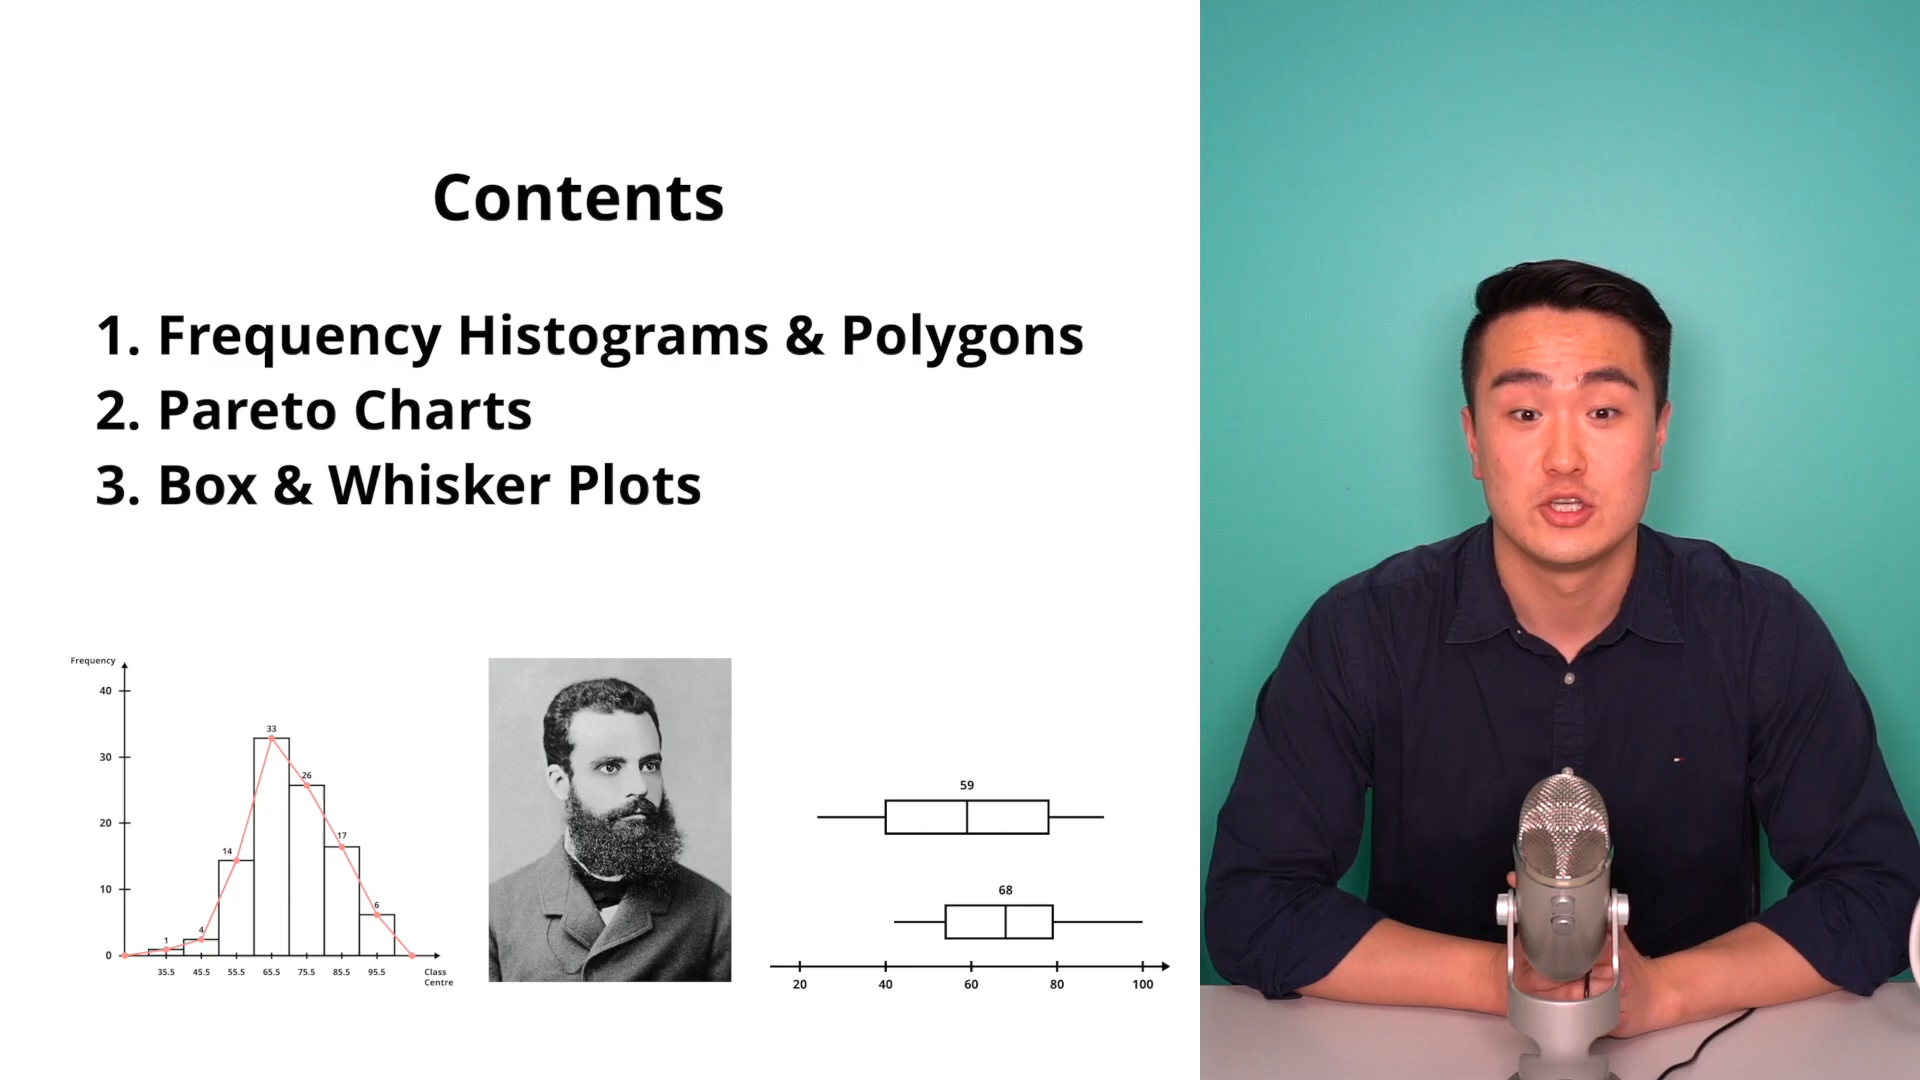 Contents
1. Frequency Histograms & Polygons
2. Pareto Charts
3. Box & Whisker Plots
Frequency
40
30
20
10
0
1
4
14
33
26
17
6
35.5 45.5 55.5 65.5 75.5 85.5 95.5
Class
Centre
59
68
20 40 60 80 100